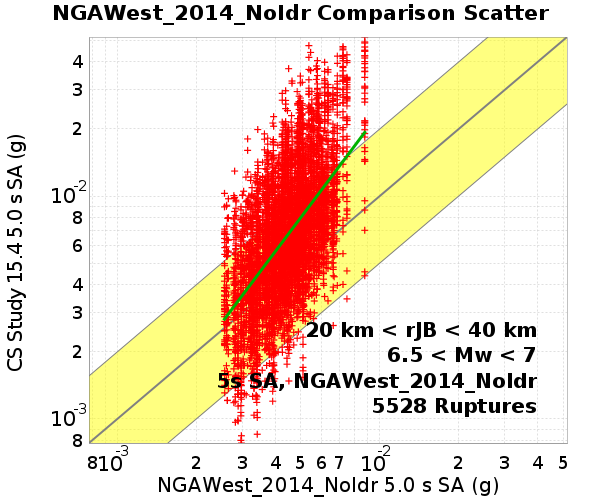 NGAWest_2014_NoIdr Comparison Scatter
4
3
2
10-2
8
6
4
3
2
10-3
8
CS Study 15.4 5.0 s SA (g)
20 km < rJB < 40 km
6.5 < Mw < 7
5s SA, NGAWest_2014_NoIdr
5528 Ruptures
8 10-3 2 3 4 5 6 7 10-2 2 3 4 5
NGAWest_2014_NoIdr 5.0 s SA (g)